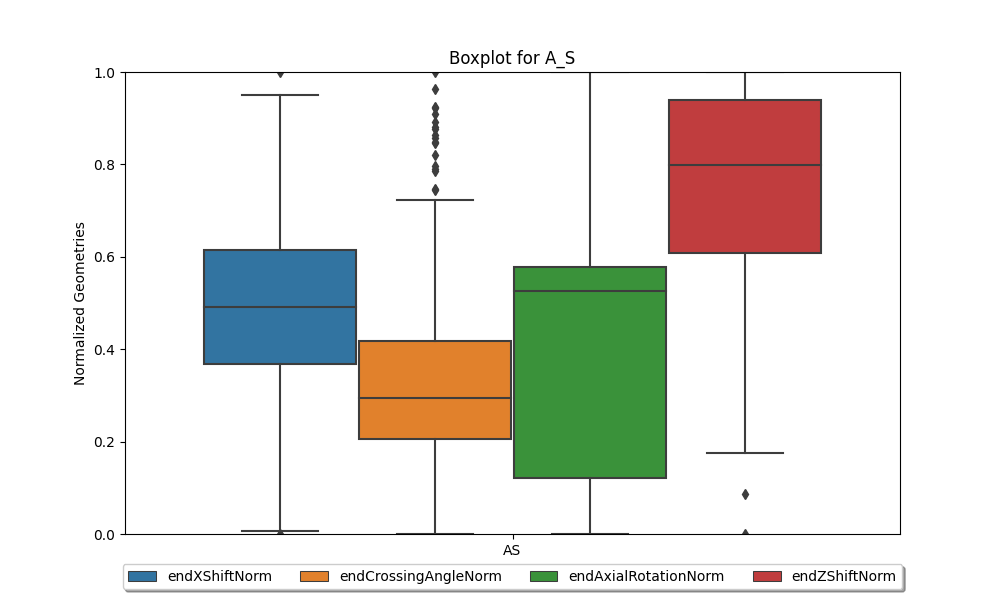 Boxplot for A_S
1.0
0.8
0.6
0.4
0.2
0.0
Normalized Geometries
AS
endXShiftNorm endCrossingAngleNorm endAxialRotationNorm endZShiftNorm